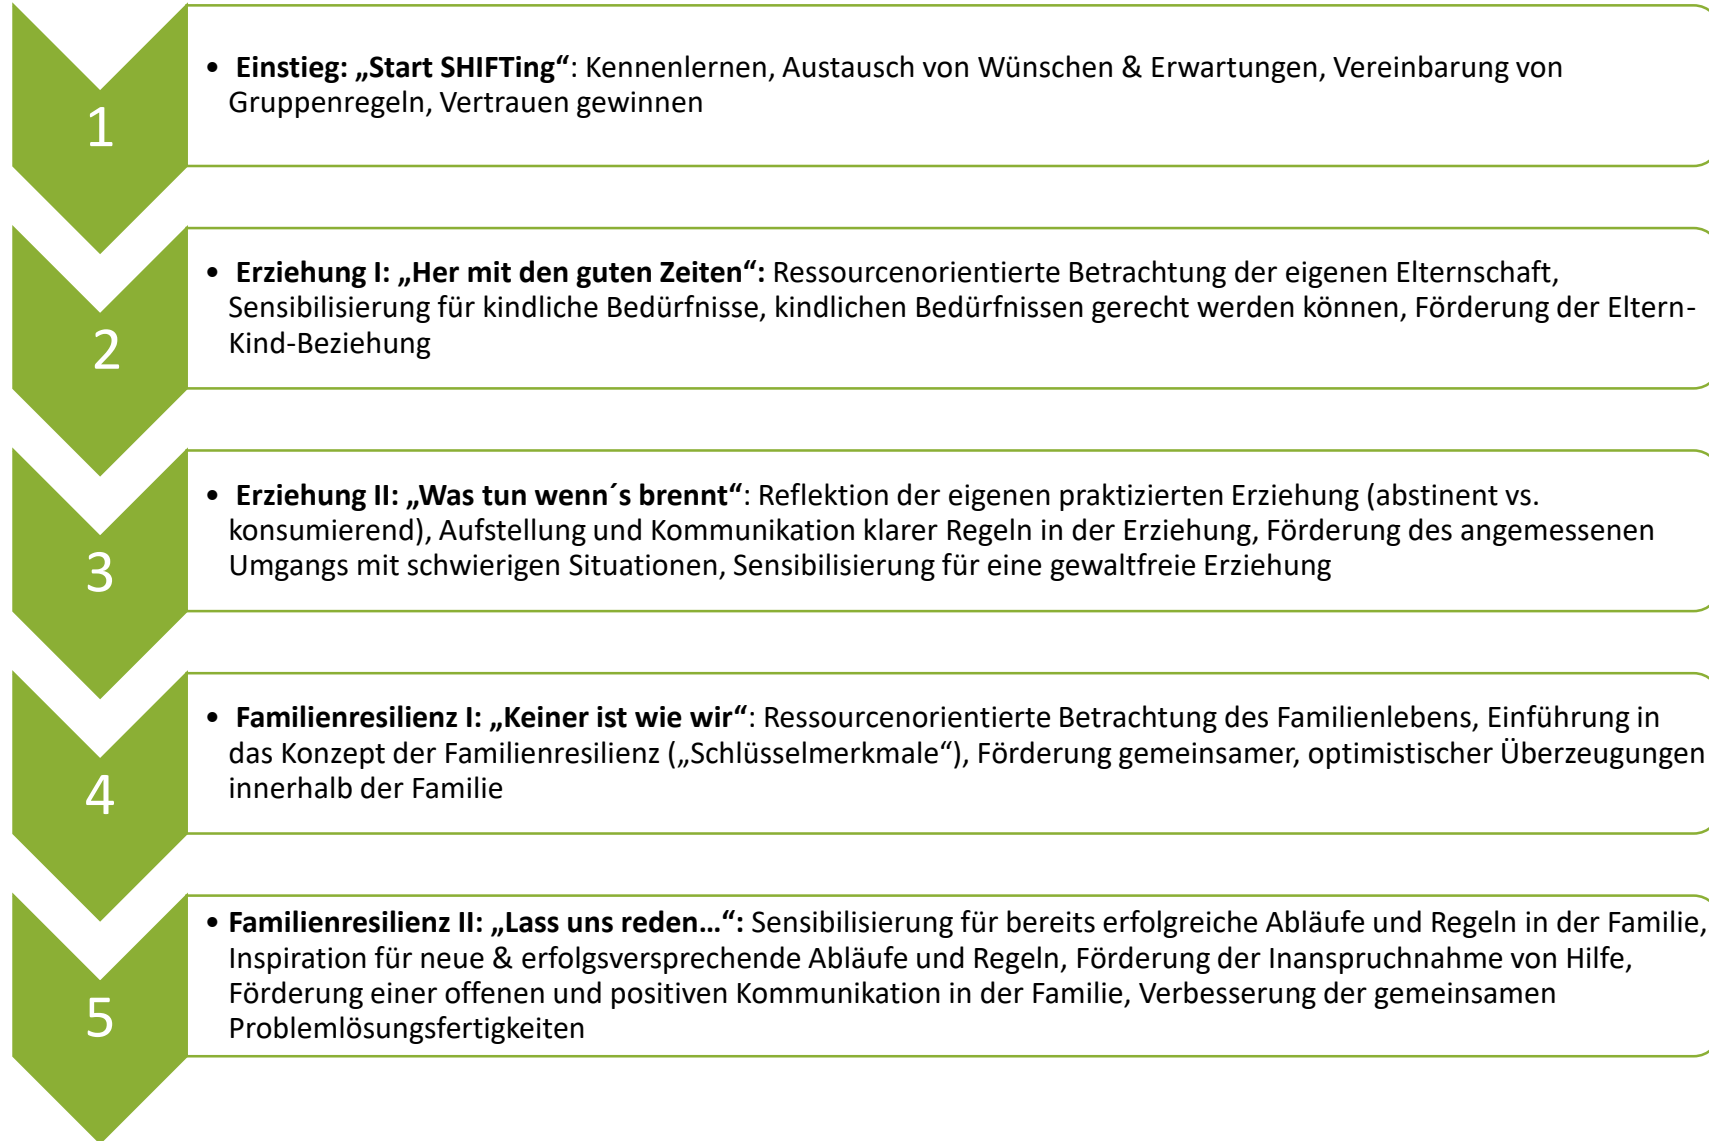 1
• Einstieg: „Start SHIFTing“: Kennenlernen, Austausch von Wünschen & Erwartungen, Vereinbarung von
Gruppenregeln, Vertrauen gewinnen
2
• Erziehung I: „Her mit den guten Zeiten“: Ressourcenorientierte Betrachtung der eigenen Elternschaft,
Sensibilisierung für kindliche Bedürfnisse, kindlichen Bedürfnissen gerecht werden können, Förderung der Eltern-
Kind-Beziehung
3
• Erziehung II: „Was tun wenn´s brennt“: Reflektion der eigenen praktizierten Erziehung (abstinent vs.
konsumierend), Aufstellung und Kommunikation klarer Regeln in der Erziehung, Förderung des angemessenen
Umgangs mit schwierigen Situationen, Sensibilisierung für eine gewaltfreie Erziehung
4
• Familienresilienz I: „Keiner ist wie wir“: Ressourcenorientierte Betrachtung des Familienlebens, Einführung in
das Konzept der Familienresilienz („Schlüsselmerkmale“), Förderung gemeinsamer, optimistischer Überzeugungen
innerhalb der Familie
5
• Familienresilienz II: „Lass uns reden…“: Sensibilisierung für bereits erfolgreiche Abläufe und Regeln in der Familie,
Inspiration für neue & erfolgsversprechende Abläufe und Regeln, Förderung der Inanspruchnahme von Hilfe,
Förderung einer offenen und positiven Kommunikation in der Familie, Verbesserung der gemeinsamen
Problemlösungsfertigkeiten